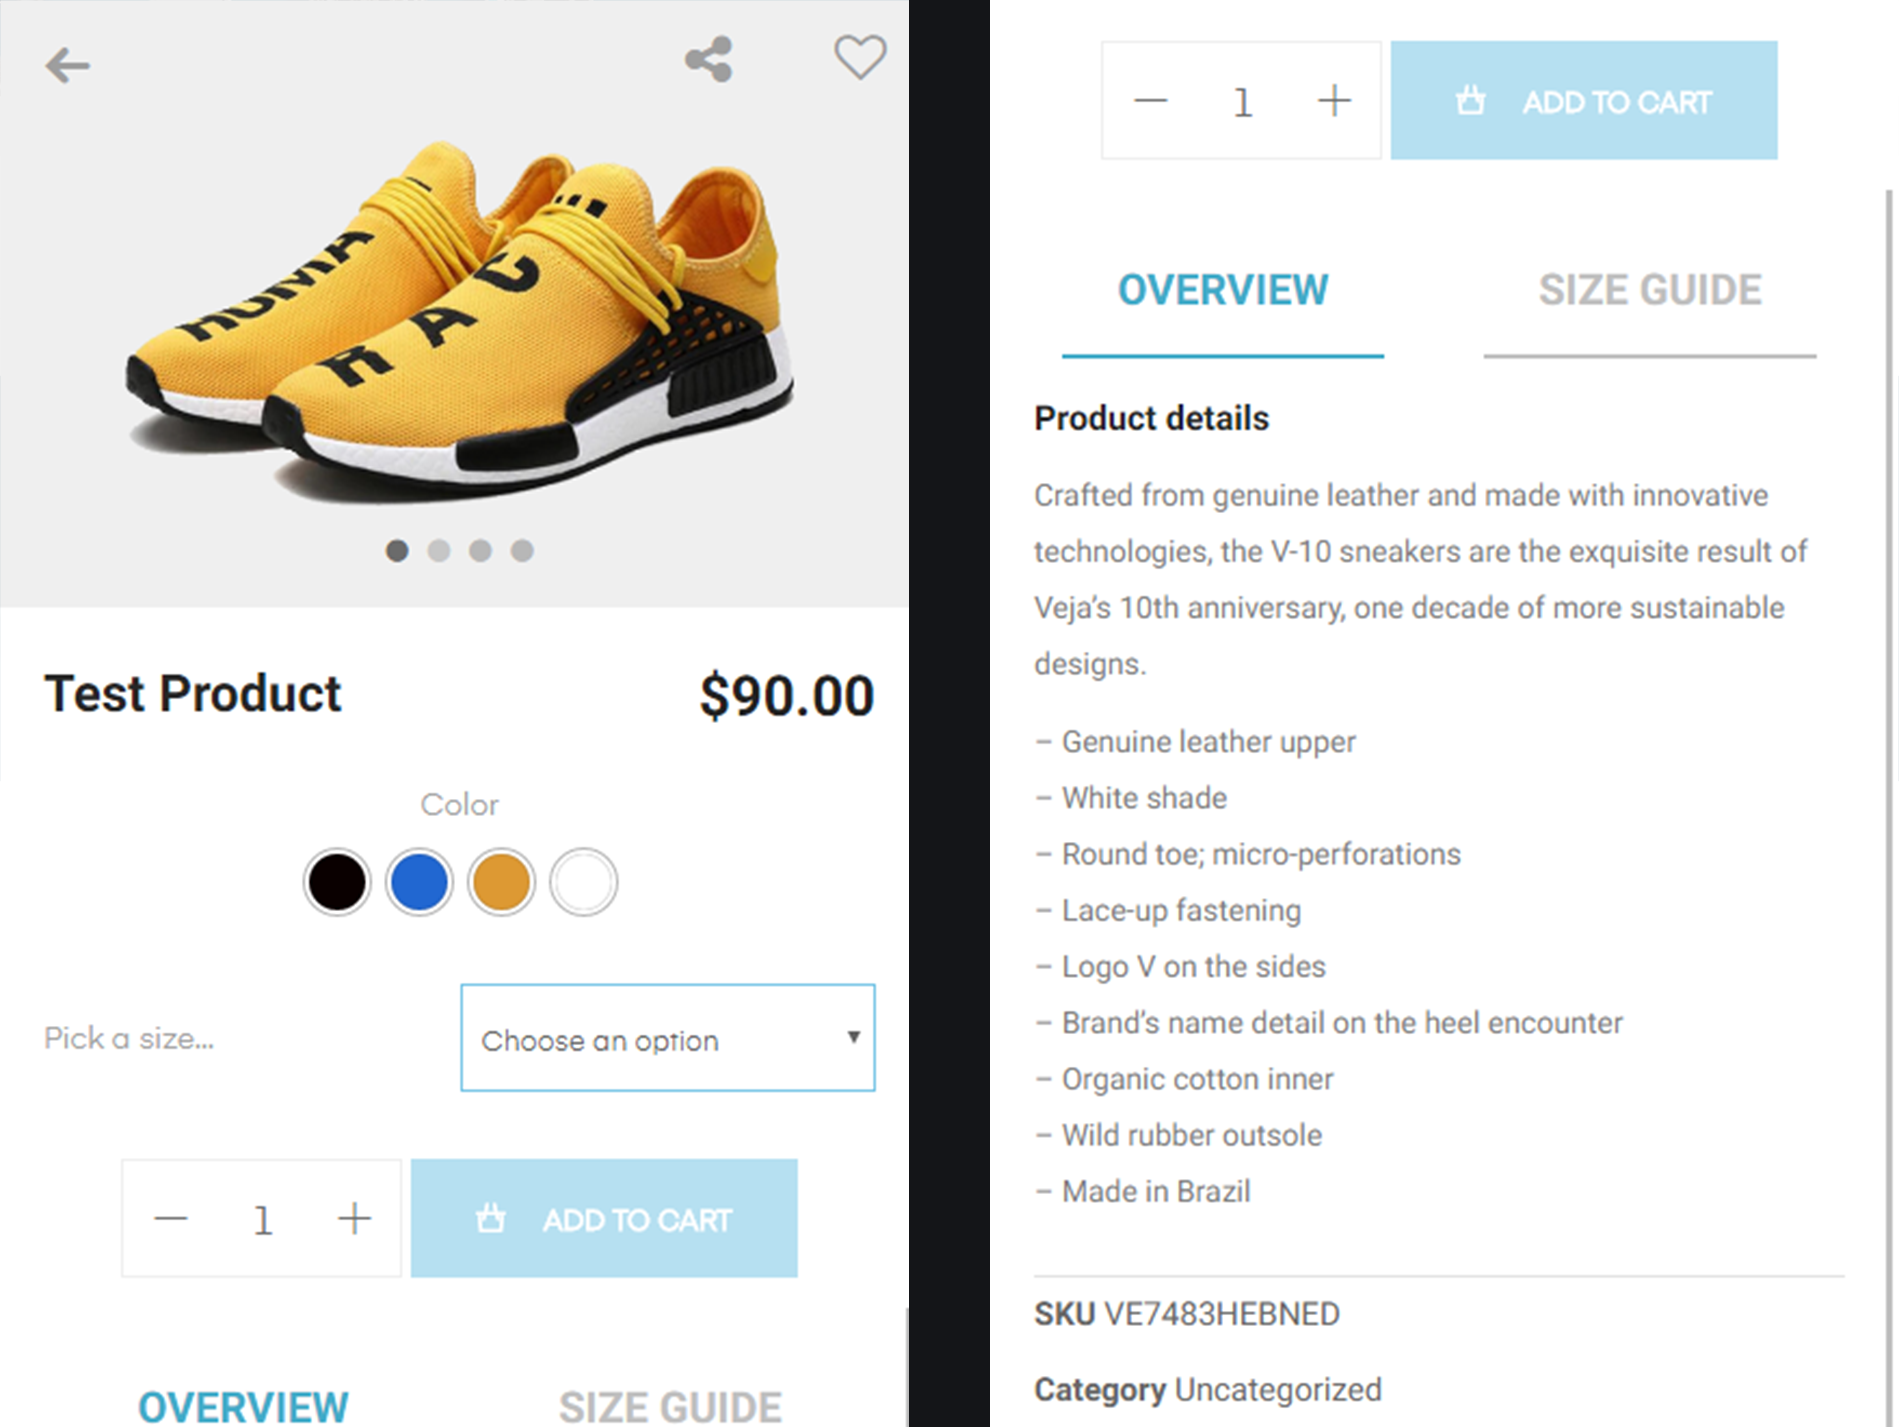 HUMA
RAC
Test Product
$90.00
Color
Pick a size...
Choose an option
1
ADD TO CART
OVERVIEW
SIZE GUIDE
1
ADD TO CART
OVERVIEW
SIZE GUIDE
Product details
Crafted from genuine leather and made with innovative
technologies, the V-10 sneakers are the exquisite result of
Veja’s 10th anniversary, one decade of more sustainable
designs.
– Genuine leather upper
– White shade
– Round toe; micro-perforations
– Lace-up fastening
– Logo V on the sides
– Brand’s name detail on the heel encounter
– Organic cotton inner
– Wild rubber outsole
– Made in Brazil
SKU VE7483HEBNED
Category Uncategorized